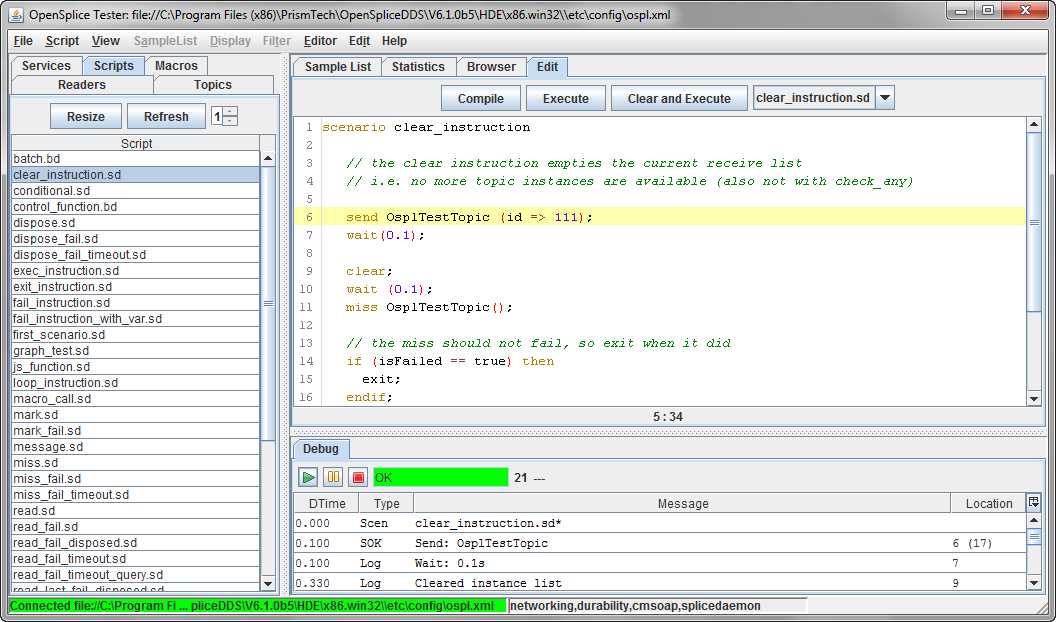 OpenSplice Tester: file://C:\Program Files (x86)\PrismTech\OpenSpliceDDS\V6.1.0b5\HDE\x86.win32\\etc\config\ospl.xml
File Script View SampleList Display Filter Editor Edit Help
Services Scripts Macros
Readers Topics
Resize Refresh 1
Script
batch.bd
clear_instruction.sd
conditional.sd
control_function.bd
dispose.sd
dispose_fail.sd
dispose_fail_timeout.sd
exec_instruction.sd
exit_instruction.sd
fail_instruction.sd
fail_instruction_with_var.sd
first_scenario.sd
graph_test.sd
js_function.sd
loop_instruction.sd
macro_call.sd
mark.sd
mark_fail.sd
message.sd
miss.sd
miss_fail.sd
miss_fail_timeout.sd
read.sd
read_fail.sd
read_fail_disposed.sd
read_fail_timeout.sd
read_fail_timeout_query.sd
read_last_fail_disposed.sd
Sample List Statistics Browser Edit
Compile Execute Clear and Execute clear_instruction.sd
1 scenario clear_instruction
2
3 // the clear instruction empties the current receive list
4 // i.e. no more topic instances are available (also not with check_any)
5
6 send OsplTestTopic (id => 111);
7 wait(0.1);
8
9 clear;
10 wait (0.1);
11 miss OsplTestTopic();
12
13 // the miss should not fail, so exit when it did
14 if (isFailed == true) then
15 exit;
16 endif;
5:34
Debug
OK 21 ---
DTime Type Message Location
0.000 Scen clear_instruction.sd*
0.100 SOK Send: OsplTestTopic 6 (17)
0.100 Log Wait: 0.1s 7
0.330 Log Cleared instance list 9
Connected file://C:\Program Fi ... pliceDDS\V6.1.0b5\HDE\x86.win32\\etc\config\ospl.xml networking,durability,cmsoap,splicedaemon